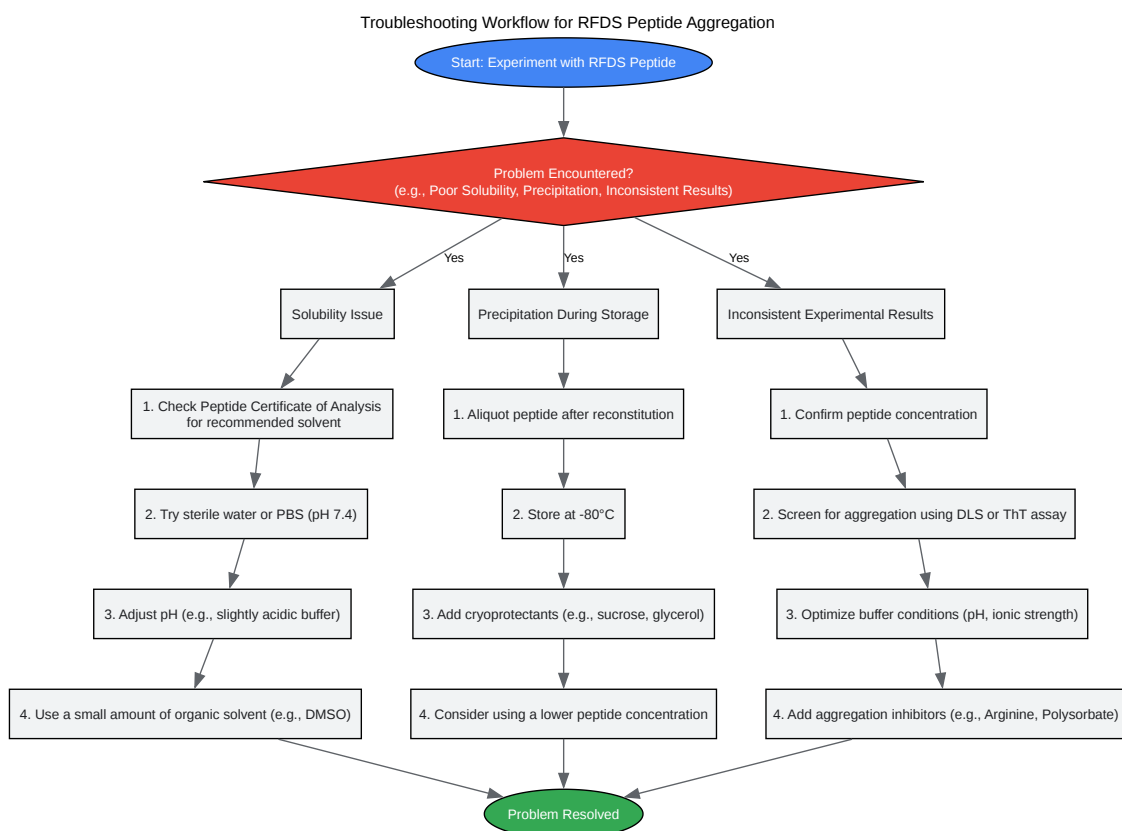 Troubleshooting Workflow for RFDS Peptide Aggregation
Start: Experiment with RFDS Peptide
Problem Encountered?
(e.g., Poor Solubility, Precipitation, Inconsistent Results)
Yes
Yes
Yes
Solubility Issue
Precipitation During Storage
Inconsistent Experimental Results
1. Check Peptide Certificate of Analysis
for recommended solvent
1. Aliquot peptide after reconstitution
1. Confirm peptide concentration
2. Try sterile water or PBS (pH 7.4)
2. Store at -80°C
2. Screen for aggregation using DLS or ThT assay
3. Adjust pH (e.g., slightly acidic buffer)
3. Add cryoprotectants (e.g., sucrose, glycerol)
3. Optimize buffer conditions (pH, ionic strength)
4. Use a small amount of organic solvent (e.g., DMSO)
4. Consider using a lower peptide concentration
4. Add aggregation inhibitors (e.g., Arginine, Polysorbate)
Problem Resolved